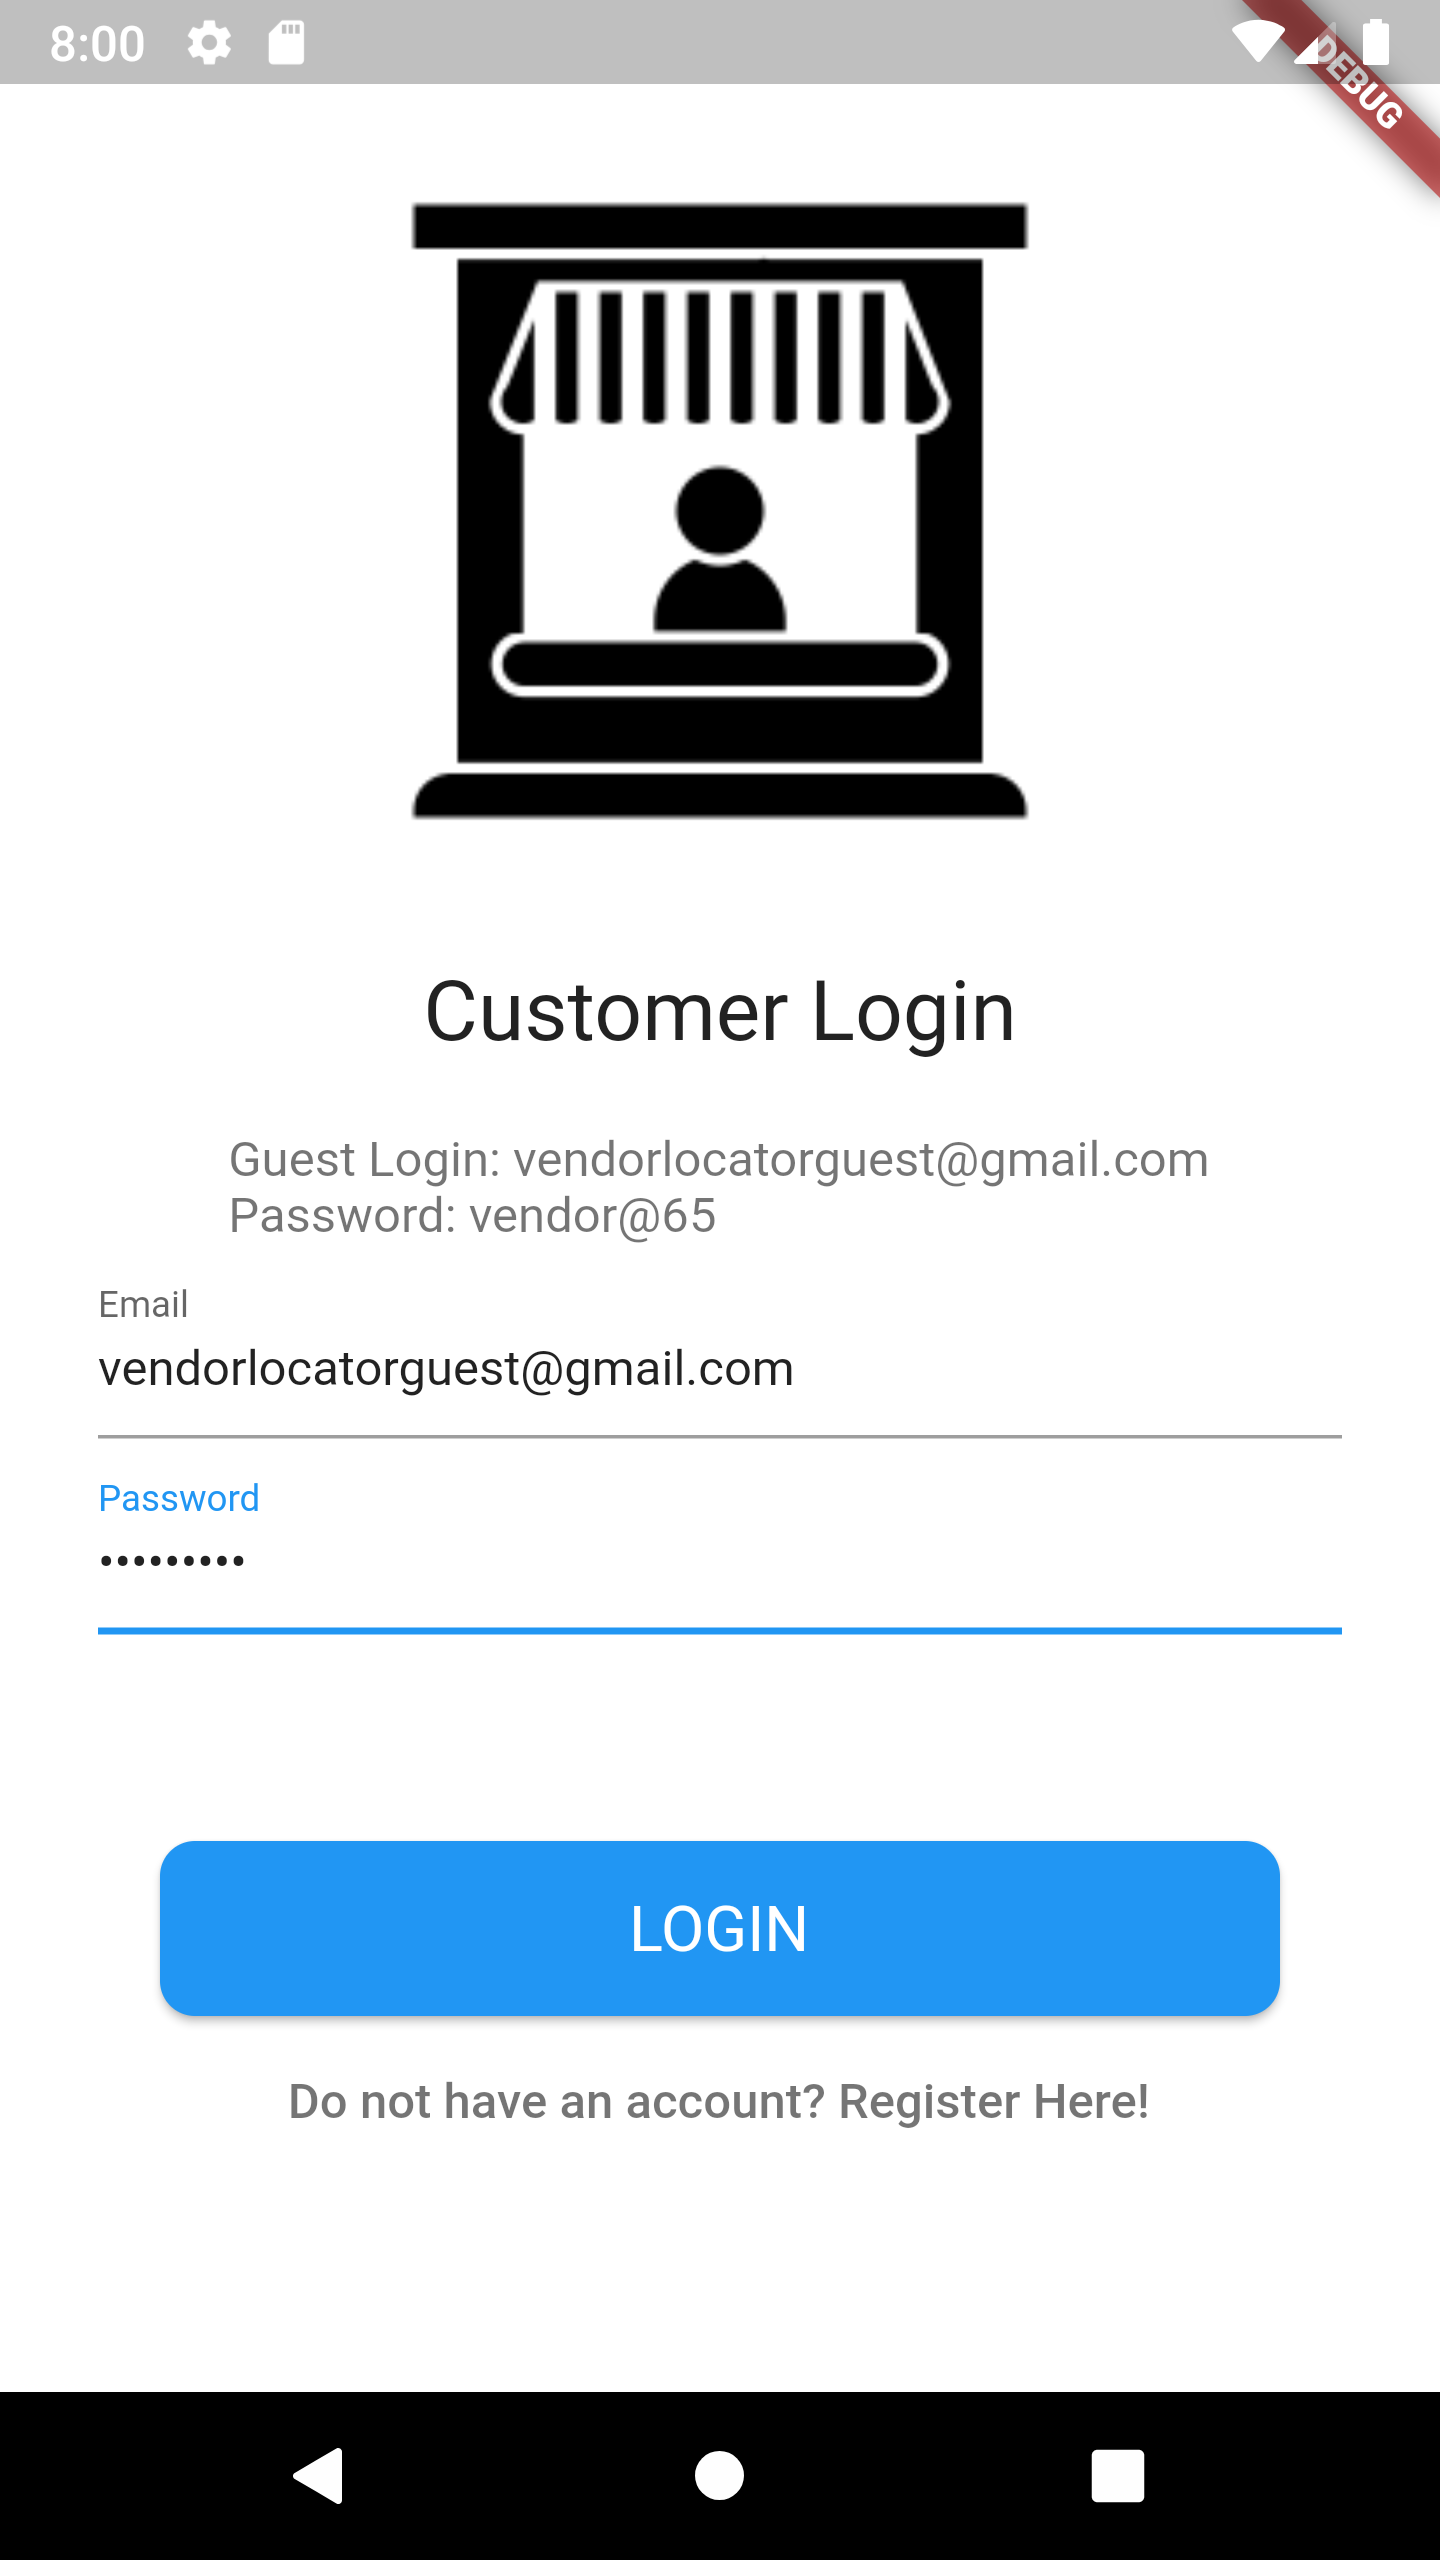 8:00
DEBUG
Customer Login
Guest Login: vendorlocatorguest@gmail.com
Password: vendor@65
Email
vendorlocatorguest@gmail.com
Password
•••••••••
LOGIN
Do not have an account? Register Here!